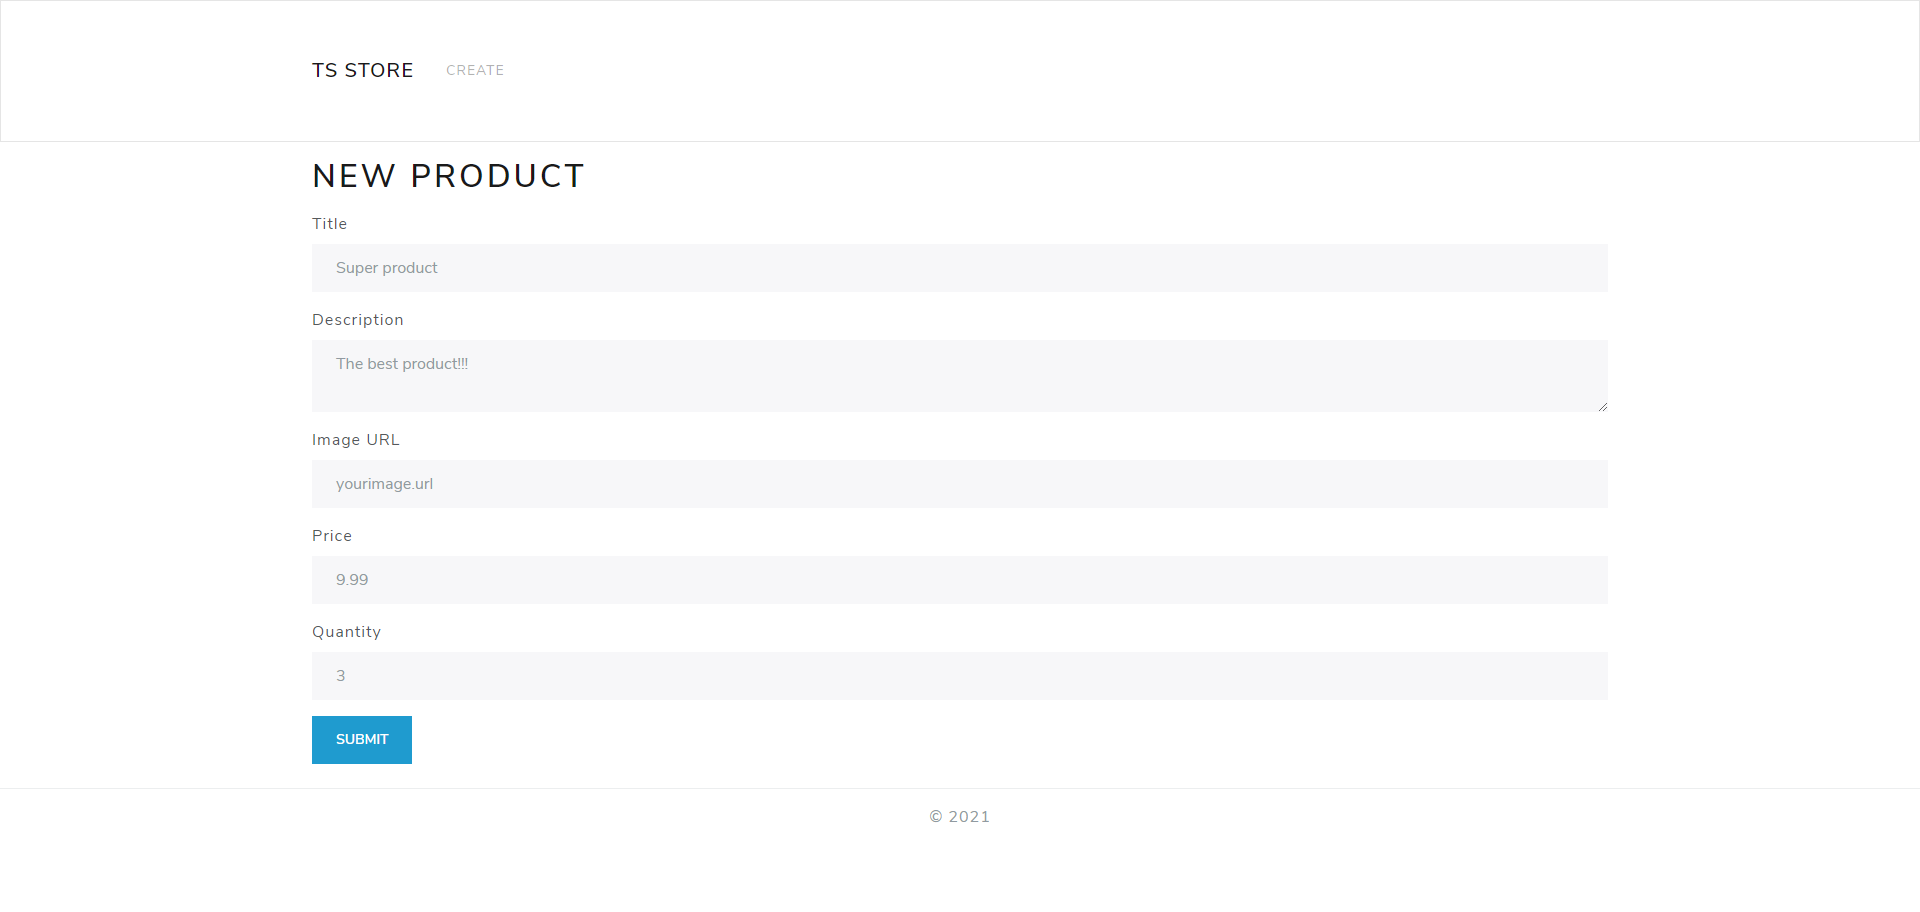 TS STORE CREATE
NEW PRODUCT
Title
Super product
Description
The best product!!!
Image URL
yourimage.url
Price
9.99
Quantity
3
SUBMIT
© 2021